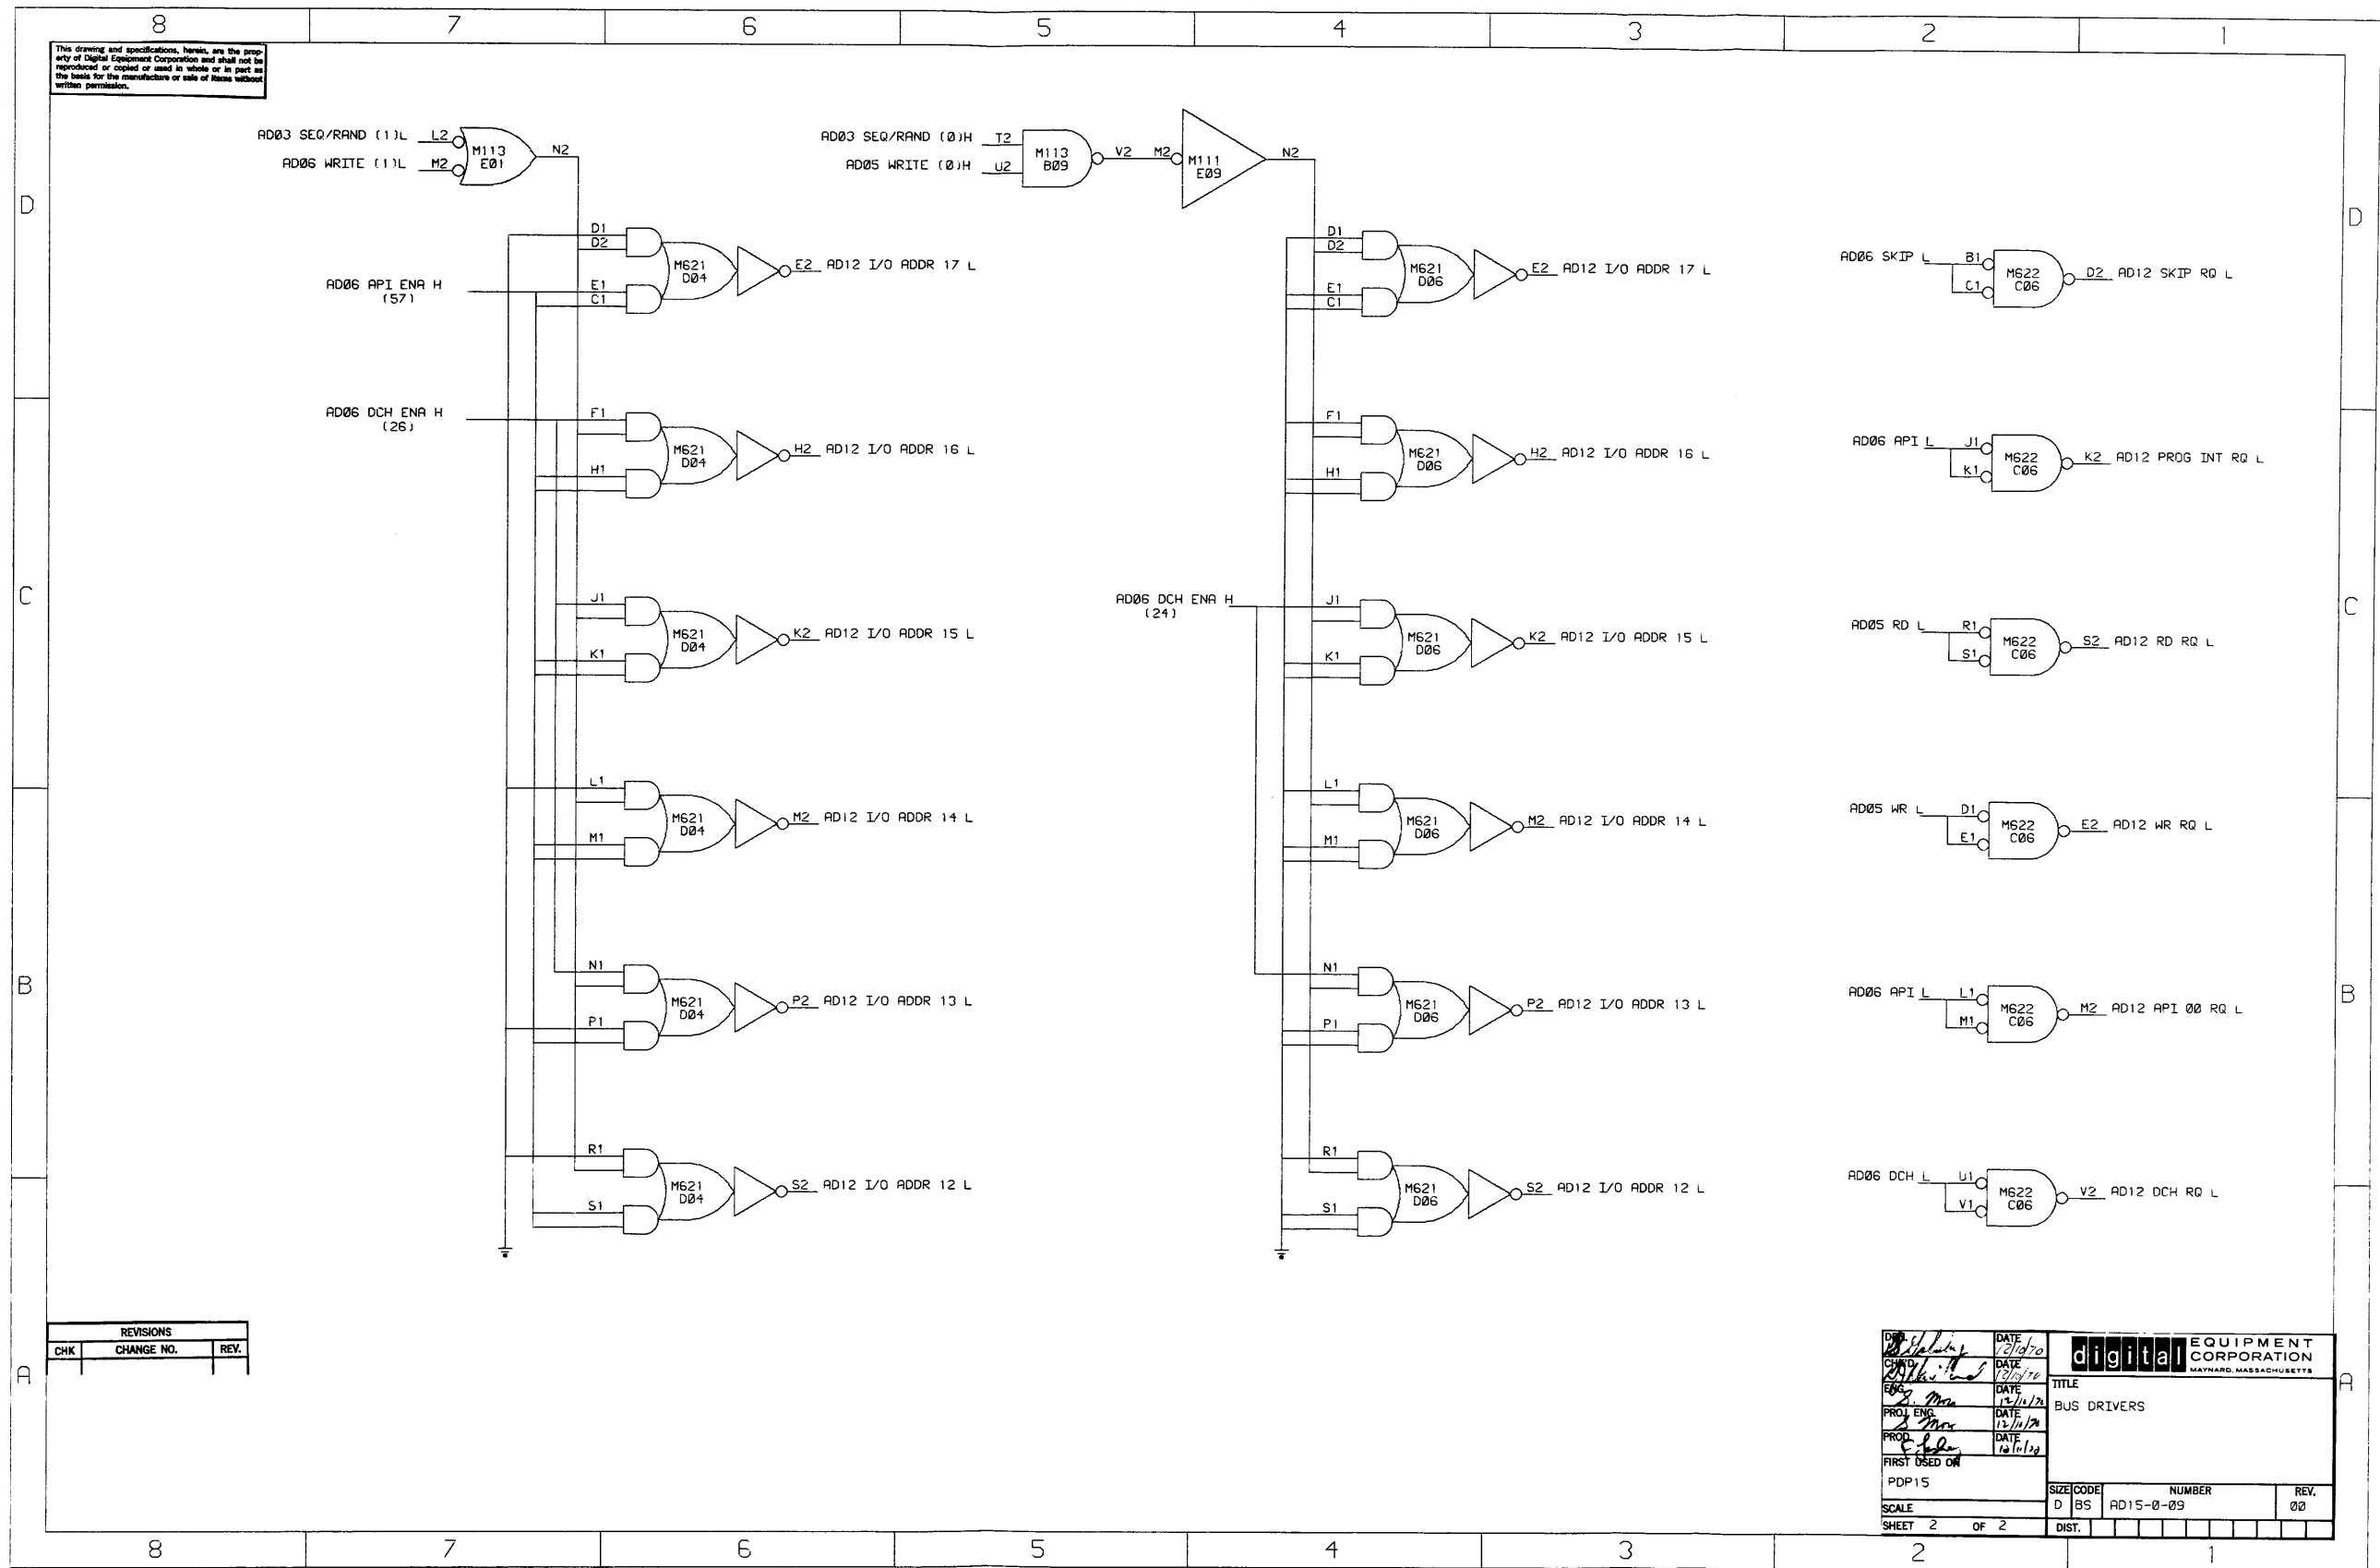 8 7 6 5 4 3 2 1
This drawing and specifications, herein, are the prop-
erty of Digital Equipment Corporation and shall not be
reproduced or copied or used in whole or in part as
the basis for the manufacture or sale of items without
written permission.
D
C
B
A
AD03 SEQ/RAND (1)L L2
AD06 WRITE (1)L M2
M113
E01
N2
AD06 API ENA H
(57)
AD06 DCH ENA H
(26)
D1
D2
E1
C1
M621
D04
E2 AD12 I/O ADDR 17 L
F1
H1
M621
D04
H2 AD12 I/O ADDR 16 L
J1
K1
M621
D04
K2 AD12 I/O ADDR 15 L
L1
M1
M621
D04
M2 AD12 I/O ADDR 14 L
N1
P1
M621
D04
P2 AD12 I/O ADDR 13 L
R1
S1
M621
D04
S2 AD12 I/O ADDR 12 L
AD03 SEQ/RAND (0)H T2
AD05 WRITE (0)H U2
M113
B09
V2 M2
M111
E09
N2
AD06 DCH ENA H
(24)
D1
D2
E1
C1
M621
D06
E2 AD12 I/O ADDR 17 L
F1
H1
M621
D06
H2 AD12 I/O ADDR 16 L
J1
K1
M621
D06
K2 AD12 I/O ADDR 15 L
L1
M1
M621
D06
M2 AD12 I/O ADDR 14 L
N1
P1
M621
D06
P2 AD12 I/O ADDR 13 L
R1
S1
M621
D06
S2 AD12 I/O ADDR 12 L
AD06 SKIP L B1
C1
M622
C06
D2 AD12 SKIP RQ L
AD06 API L J1
K1
M622
C06
K2 AD12 PROG INT RQ L
AD05 RD L R1
S1
M622
C06
S2 AD12 RD RQ L
AD05 WR L D1
E1
M622
C06
E2 AD12 WR RQ L
AD06 API L L1
M1
M622
C06
M2 AD12 API 00 RQ L
AD06 DCH L U1
V1
M622
C06
V2 AD12 DCH RQ L
D
C
B
A
REVISIONS
CHK CHANGE NO. REV.
DATE
12/10/70
CHK'D
DATE
12/10/70
ENG.
DATE
PROJ. ENG.
DATE
PROD.
DATE
FIRST USED ON
PDP15
SCALE
SHEET 2 OF 2
digital EQUIPMENT
CORPORATION
MAYNARD, MASSACHUSETTS
TITLE
BUS DRIVERS
SIZE CODE NUMBER REV.
D BS AD15-0-09 00
DIST.
8 7 6 5 4 3 2 1